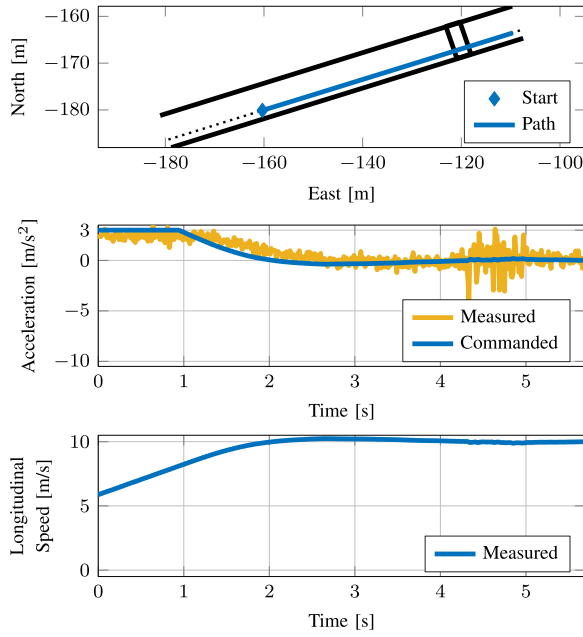 −160
−170
−180
North [m]
−180
−160
−140
−120
−100
East [m]
Start
Path
3
0
−5
−10
Acceleration [m/s²]
0
1
2
3
4
5
Time [s]
Measured
Commanded
10
5
0
Longitudinal
Speed [m/s]
0
1
2
3
4
5
Time [s]
Measured